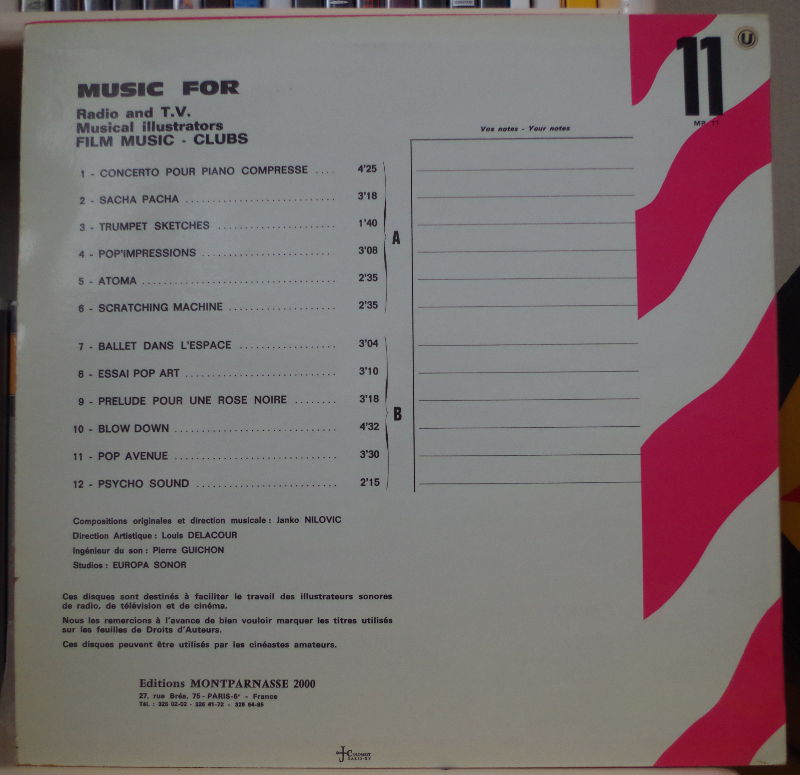 11
U
MP. 11
MUSIC FOR
Radio and T.V.
Musical illustrators
FILM MUSIC - CLUBS
Vos notes - Your notes
1 - CONCERTO POUR PIANO COMPRESSE .... 4'25
2 - SACHA PACHA ............................ 3'18
3 - TRUMPET SKETCHES ...................... 1'40
4 - POP'IMPRESSIONS ......................... 3'08
5 - ATOMA .................................... 2'35
6 - SCRATCHING MACHINE .................... 2'35
A
7 - BALLET DANS L'ESPACE .................. 3'04
8 - ESSAI POP ART ............................ 3'10
9 - PRELUDE POUR UNE ROSE NOIRE ........ 3'18
10 - BLOW DOWN .............................. 4'32
11 - POP AVENUE .............................. 3'30
12 - PSYCHO SOUND .......................... 2'15
B
Compositions originales et direction musicale : Janko NILOVIC
Direction Artistique : Louis DELACOUR
Ingénieur du son : Pierre GUICHON
Studios : EUROPA SONOR
Ces disques sont destinés à faciliter le travail des illustrateurs sonores
de radio, de télévision et de cinéma.
Nous les remercions à l'avance de bien vouloir marquer les titres utilisés
sur les feuilles de Droits d'Auteurs.
Ces disques peuvent être utilisés par les cinéastes amateurs.
Editions MONTPARNASSE 2000
27, rue Bréa, 75 - PARIS-6e - France
Tél. : 326 02-02 - 326 41-72 - 326 64-85